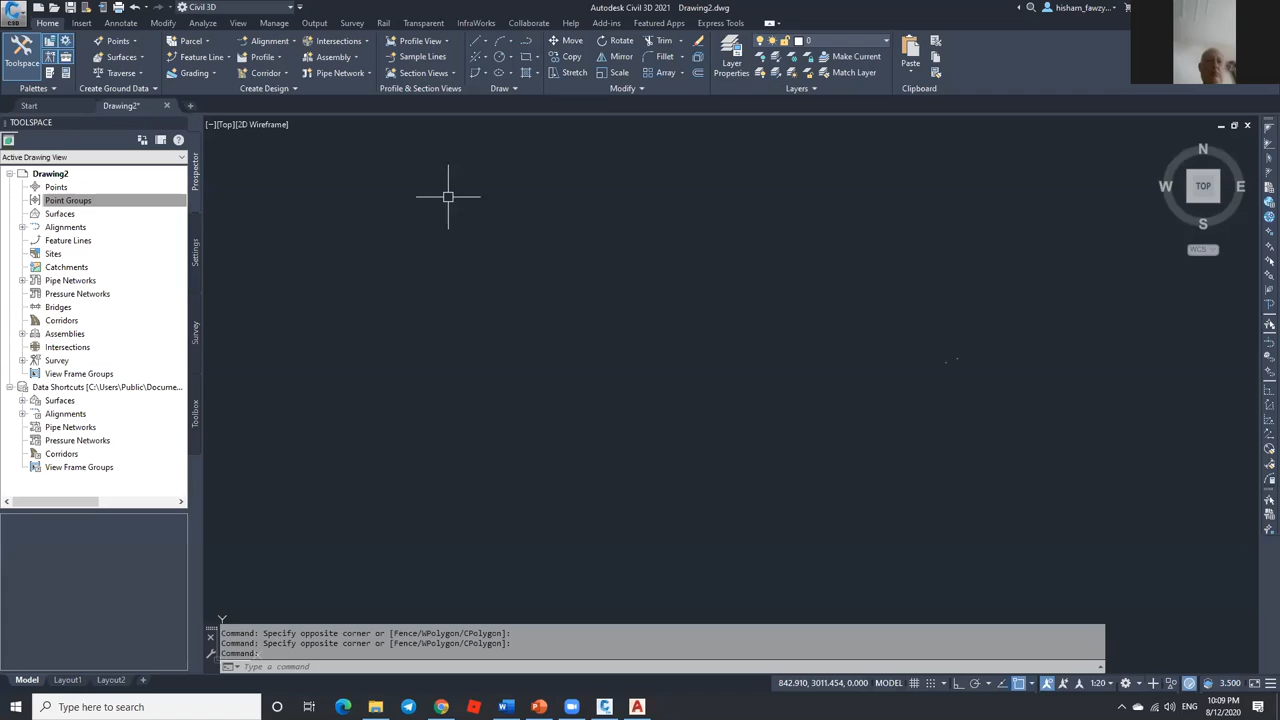 C3D
Civil 3D
Autodesk Civil 3D 2021   Drawing2.dwg
hisham_fawzy...
Home Insert Annotate Modify Analyze View Manage Output Survey Rail Transparent InfraWorks Collaborate Help Add-ins Featured Apps Express Tools
Toolspace
Points
Surfaces
Traverse
Parcel
Feature Line
Grading
Alignment
Profile
Corridor
Intersections
Assembly
Pipe Network
Profile View
Sample Lines
Section Views
Move
Copy
Stretch
Rotate
Mirror
Scale
Trim
Fillet
Array
Layer
Properties
0
Make Current
Match Layer
Paste
Palettes Create Ground Data Create Design Profile & Section Views Draw Modify Layers Clipboard
Start Drawing2*
TOOLSPACE
Active Drawing View
Drawing2
Points
Point Groups
Surfaces
Alignments
Feature Lines
Sites
Catchments
Pipe Networks
Pressure Networks
Bridges
Corridors
Assemblies
Intersections
Survey
View Frame Groups
Data Shortcuts [C:\Users\Public\Docume...
Surfaces
Alignments
Pipe Networks
Pressure Networks
Corridors
View Frame Groups
Prospector
Settings
Survey
Toolbox
[−][Top][2D Wireframe]
N
W TOP E
S
WCS
Y
Command: Specify opposite corner or [Fence/WPolygon/CPolygon]:
Command: Specify opposite corner or [Fence/WPolygon/CPolygon]:
Command:
Type a command
Model Layout1 Layout2
842.910, 3011.454, 0.000 MODEL 1:20 3.500
Type here to search
10:09 PM
8/12/2020